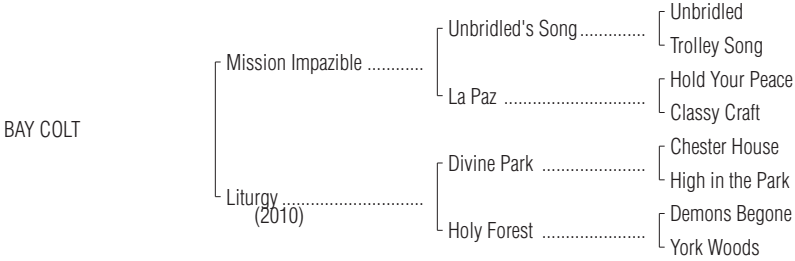 Unbridled
Unbridled's Song..............
Trolley Song
Mission Impazible ............
Hold Your Peace
La Paz ..............................
Classy Craft
BAY COLT
Chester House
Divine Park ......................
High in the Park
Liturgy ..............................
(2010)
Demons Begone
Holy Forest ......................
York Woods